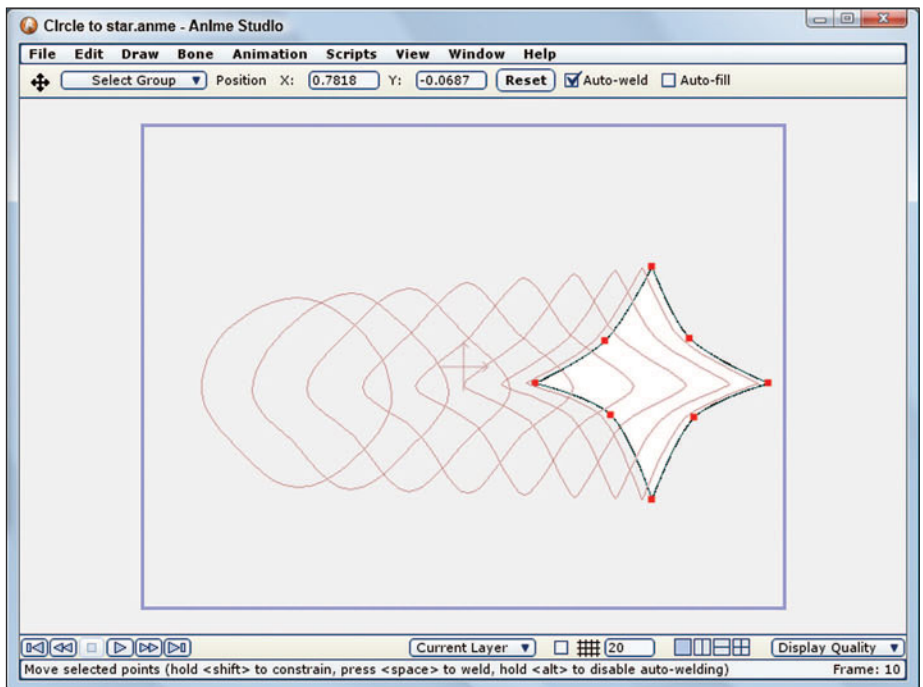 CIrcle to star.anme - AnIme Studio
File Edit Draw Bone Animation Scripts View Window Help
Select Group Position X: 0.7818 Y: -0.0687 Reset Auto-weld Auto-fill
Current Layer 20 Display Quality
Move selected points (hold <shift> to constrain, press <space> to weld, hold <alt> to disable auto-welding) Frame: 10